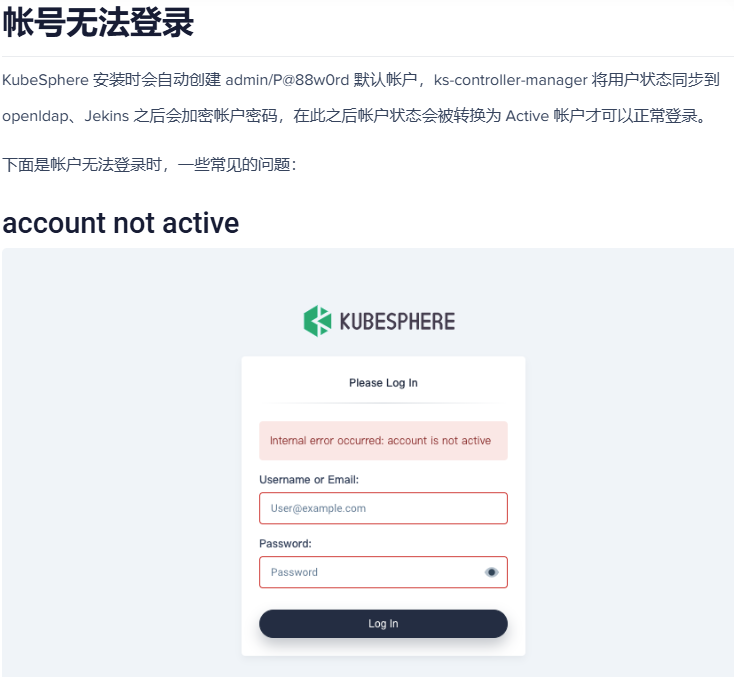 帐号无法登录
KubeSphere 安装时会自动创建 admin/P@88w0rd 默认帐户，ks-controller-manager 将用户状态同步到
openldap、Jekins 之后会加密帐户密码，在此之后帐户状态会被转换为 Active 帐户才可以正常登录。
下面是帐户无法登录时，一些常见的问题：
account not active
KUBESPHERE
Please Log In
Internal error occurred: account is not active
Username or Email:
User@example.com
Password:
Password
Log In